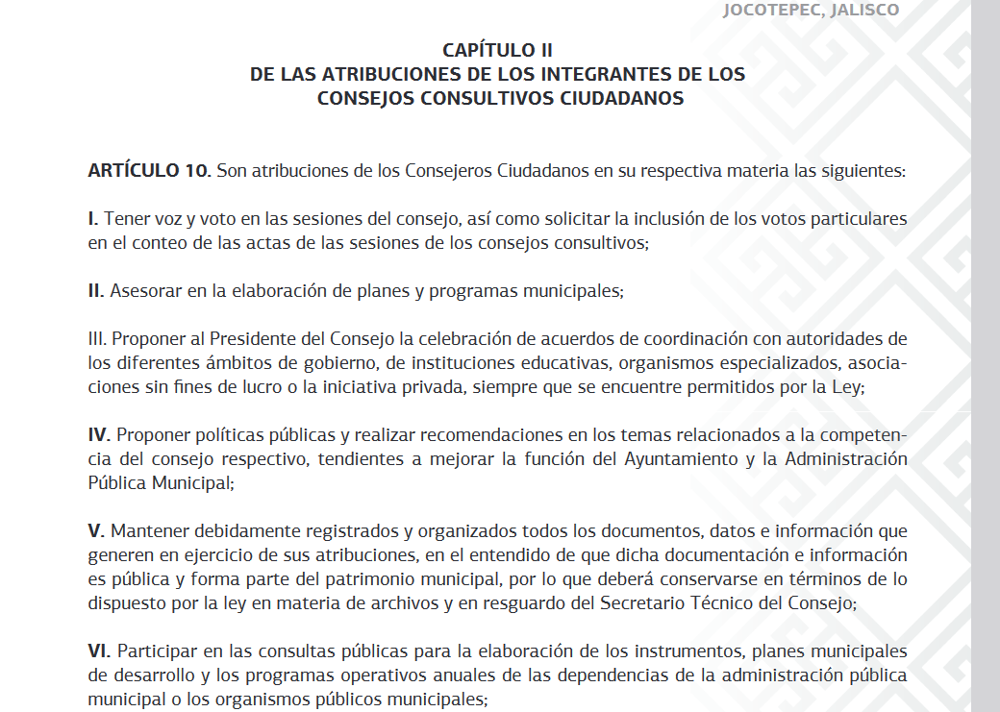 JOCOTEPEC, JALISCO
CAPÍTULO II
DE LAS ATRIBUCIONES DE LOS INTEGRANTES DE LOS
CONSEJOS CONSULTIVOS CIUDADANOS
ARTÍCULO 10. Son atribuciones de los Consejeros Ciudadanos en su respectiva materia las siguientes:
I. Tener voz y voto en las sesiones del consejo, así como solicitar la inclusión de los votos particulares
en el conteo de las actas de las sesiones de los consejos consultivos;
II. Asesorar en la elaboración de planes y programas municipales;
III. Proponer al Presidente del Consejo la celebración de acuerdos de coordinación con autoridades de
los diferentes ámbitos de gobierno, de instituciones educativas, organismos especializados, asocia-
ciones sin fines de lucro o la iniciativa privada, siempre que se encuentre permitidos por la Ley;
IV. Proponer políticas públicas y realizar recomendaciones en los temas relacionados a la competen-
cia del consejo respectivo, tendientes a mejorar la función del Ayuntamiento y la Administración
Pública Municipal;
V. Mantener debidamente registrados y organizados todos los documentos, datos e información que
generen en ejercicio de sus atribuciones, en el entendido de que dicha documentación e información
es pública y forma parte del patrimonio municipal, por lo que deberá conservarse en términos de lo
dispuesto por la ley en materia de archivos y en resguardo del Secretario Técnico del Consejo;
VI. Participar en las consultas públicas para la elaboración de los instrumentos, planes municipales
de desarrollo y los programas operativos anuales de las dependencias de la administración pública
municipal o los organismos públicos municipales;